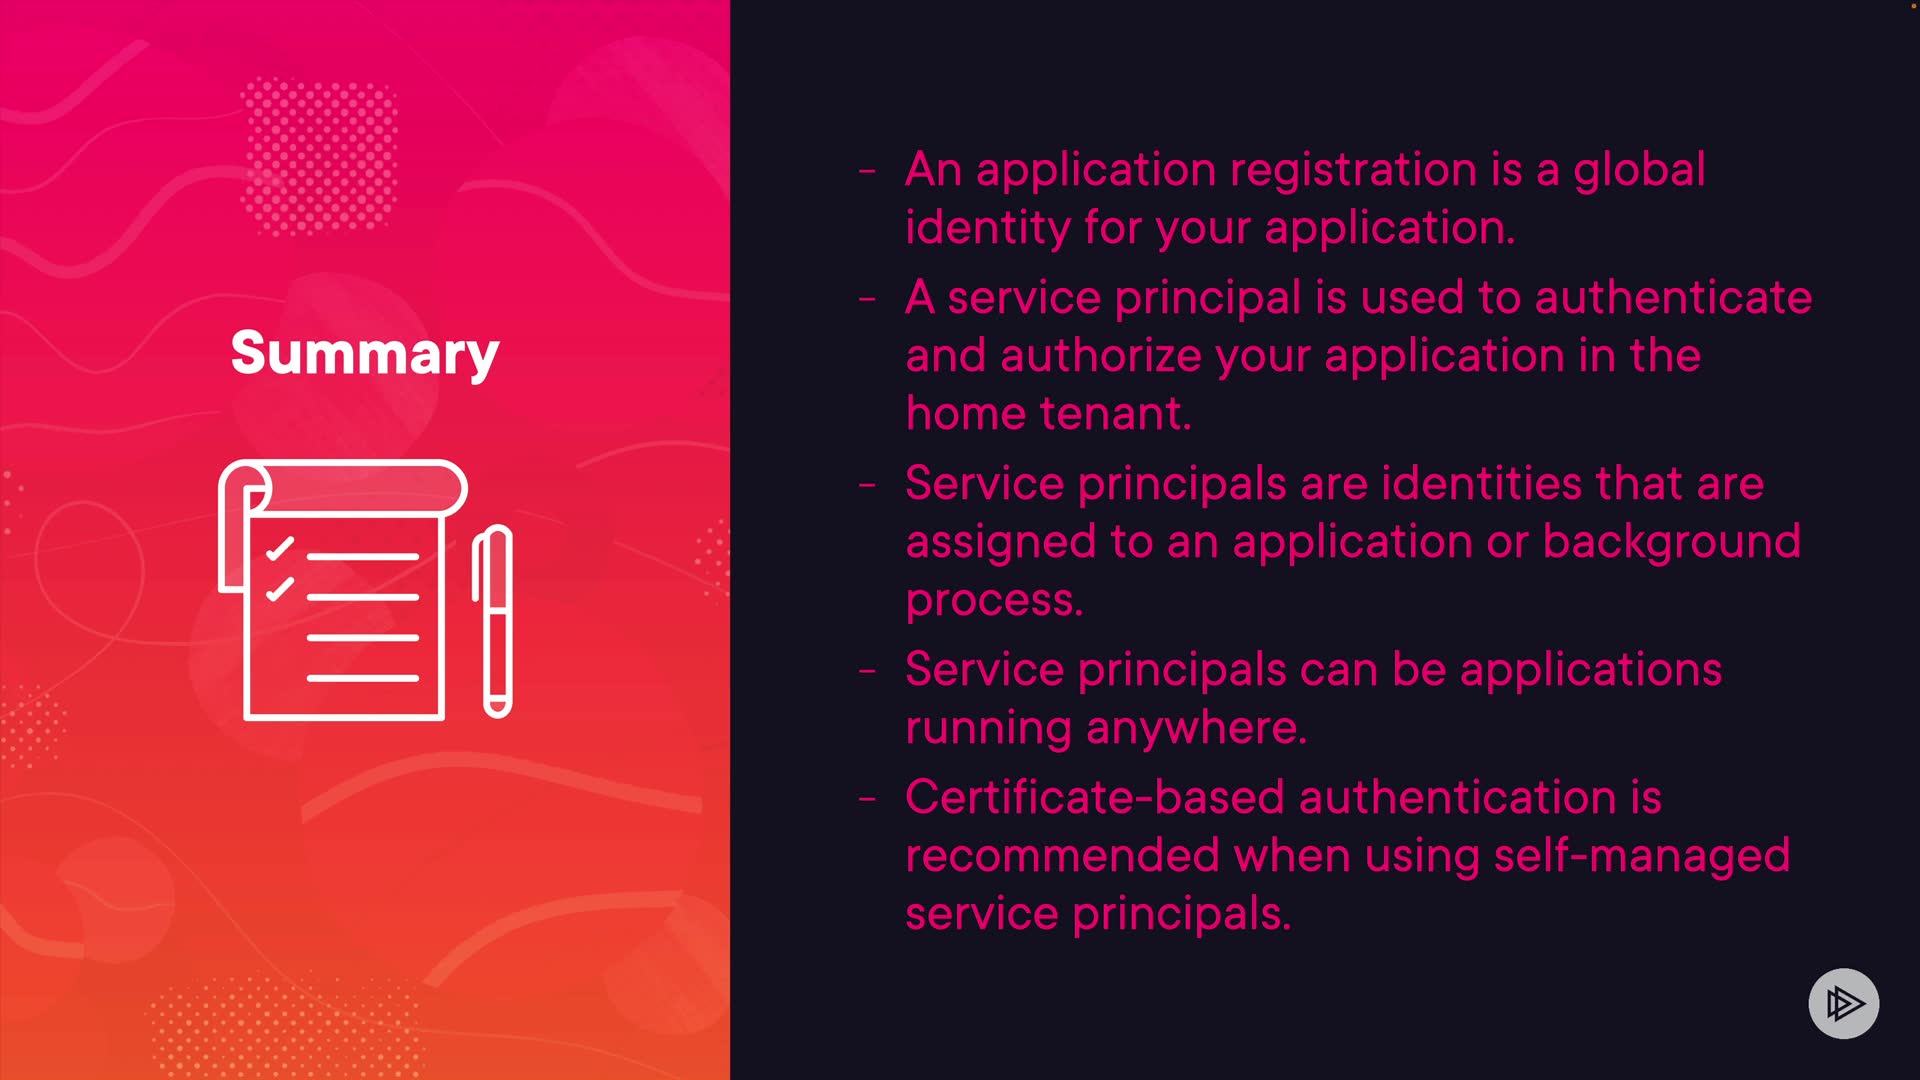 Summary
- An application registration is a global
identity for your application.
- A service principal is used to authenticate
and authorize your application in the
home tenant.
- Service principals are identities that are
assigned to an application or background
process.
- Service principals can be applications
running anywhere.
- Certificate-based authentication is
recommended when using self-managed
service principals.